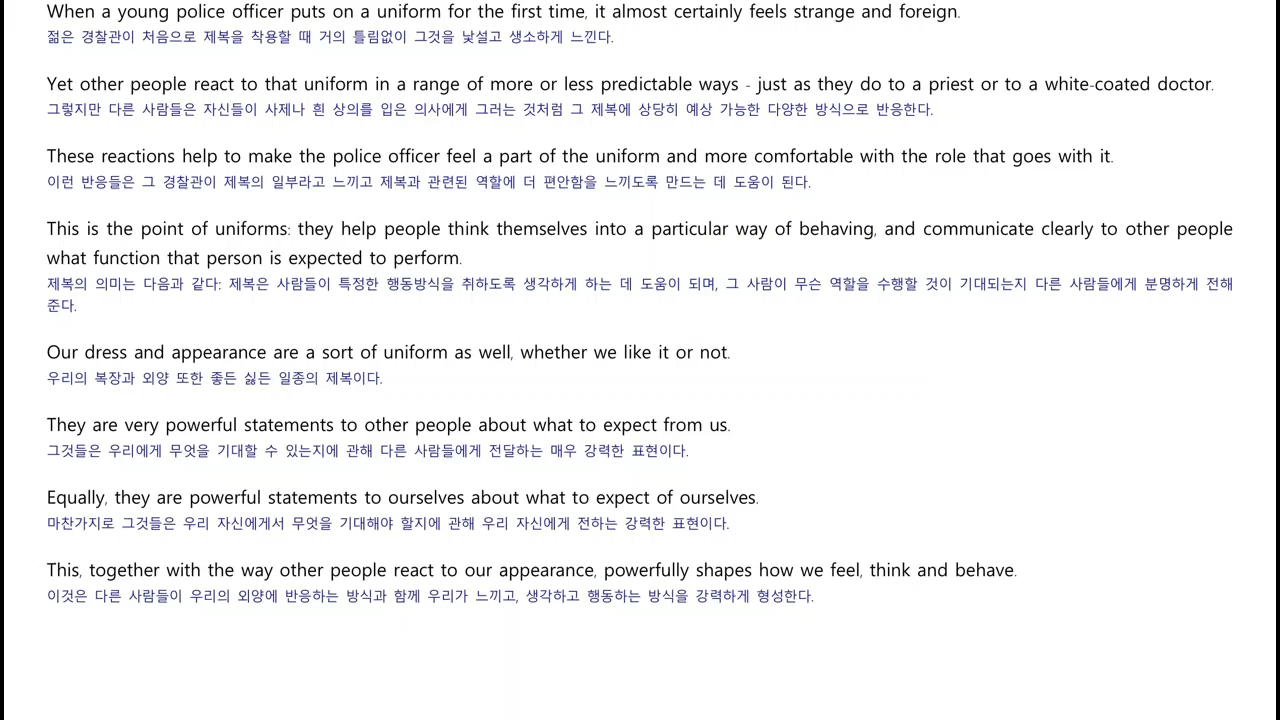 When a young police officer puts on a uniform for the first time, it almost certainly feels strange and foreign.
젊은 경찰관이 처음으로 제복을 착용할 때 거의 틀림없이 그것을 낯설고 생소하게 느낀다.
Yet other people react to that uniform in a range of more or less predictable ways - just as they do to a priest or to a white-coated doctor.
그렇지만 다른 사람들은 자신들이 사제나 흰 상의를 입은 의사에게 그러는 것처럼 그 제복에 상당히 예상 가능한 다양한 방식으로 반응한다.
These reactions help to make the police officer feel a part of the uniform and more comfortable with the role that goes with it.
이런 반응들은 그 경찰관이 제복의 일부라고 느끼고 제복과 관련된 역할에 더 편안함을 느끼도록 만드는 데 도움이 된다.
This is the point of uniforms: they help people think themselves into a particular way of behaving, and communicate clearly to other people
what function that person is expected to perform.
제복의 의미는 다음과 같다: 제복은 사람들이 특정한 행동방식을 취하도록 생각하게 하는 데 도움이 되며, 그 사람이 무슨 역할을 수행할 것이 기대되는지 다른 사람들에게 분명하게 전해
준다.
Our dress and appearance are a sort of uniform as well, whether we like it or not.
우리의 복장과 외양 또한 좋든 싫든 일종의 제복이다.
They are very powerful statements to other people about what to expect from us.
그것들은 우리에게 무엇을 기대할 수 있는지에 관해 다른 사람들에게 전달하는 매우 강력한 표현이다.
Equally, they are powerful statements to ourselves about what to expect of ourselves.
마찬가지로 그것들은 우리 자신에게서 무엇을 기대해야 할지에 관해 우리 자신에게 전하는 강력한 표현이다.
This, together with the way other people react to our appearance, powerfully shapes how we feel, think and behave.
이것은 다른 사람들이 우리의 외양에 반응하는 방식과 함께 우리가 느끼고, 생각하고 행동하는 방식을 강력하게 형성한다.